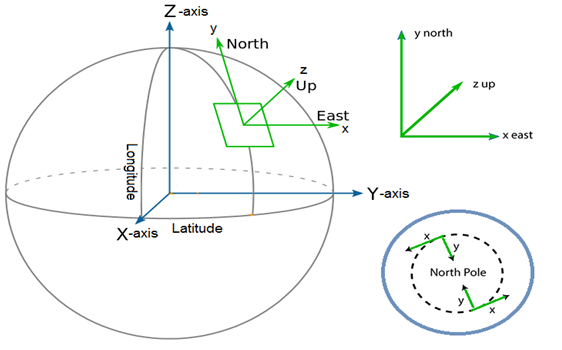 Z-axis
y
North
z
Up
East
x
Longitude
Y-axis
X-axis
Latitude
y north
z up
x east
x
y
North Pole
y
x